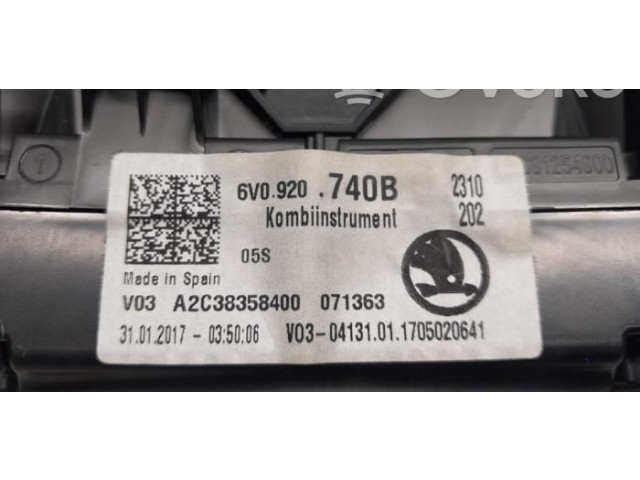 6V0.920 .740B 2310
Kombiinstrument 202
05S
Made in Spain
V03 A2C38358400 071363
31.01.2017 - 03:50:06 V03-04131.01.1705020641